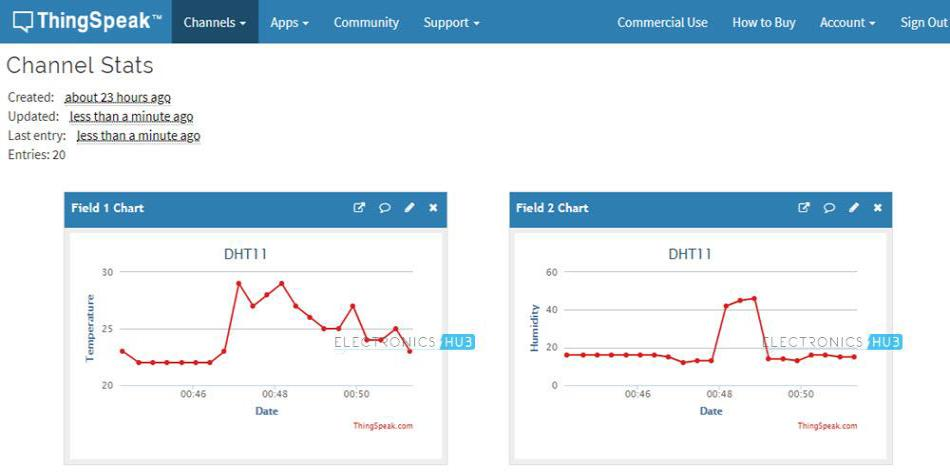 ThingSpeak™ Channels Apps Community Support Commercial Use How to Buy Account Sign Out
Channel Stats
Created: about 23 hours ago
Updated: less than a minute ago
Last entry: less than a minute ago
Entries: 20
Field 1 Chart
DHT11
30
25
20
Temperature
00:46 00:48 00:50
Date
ThingSpeak.com
ELECTRONICS HU3
Field 2 Chart
DHT11
60
40
20
0
Humidity
00:46 00:48 00:50
Date
ThingSpeak.com
ELECTRONICS HU3